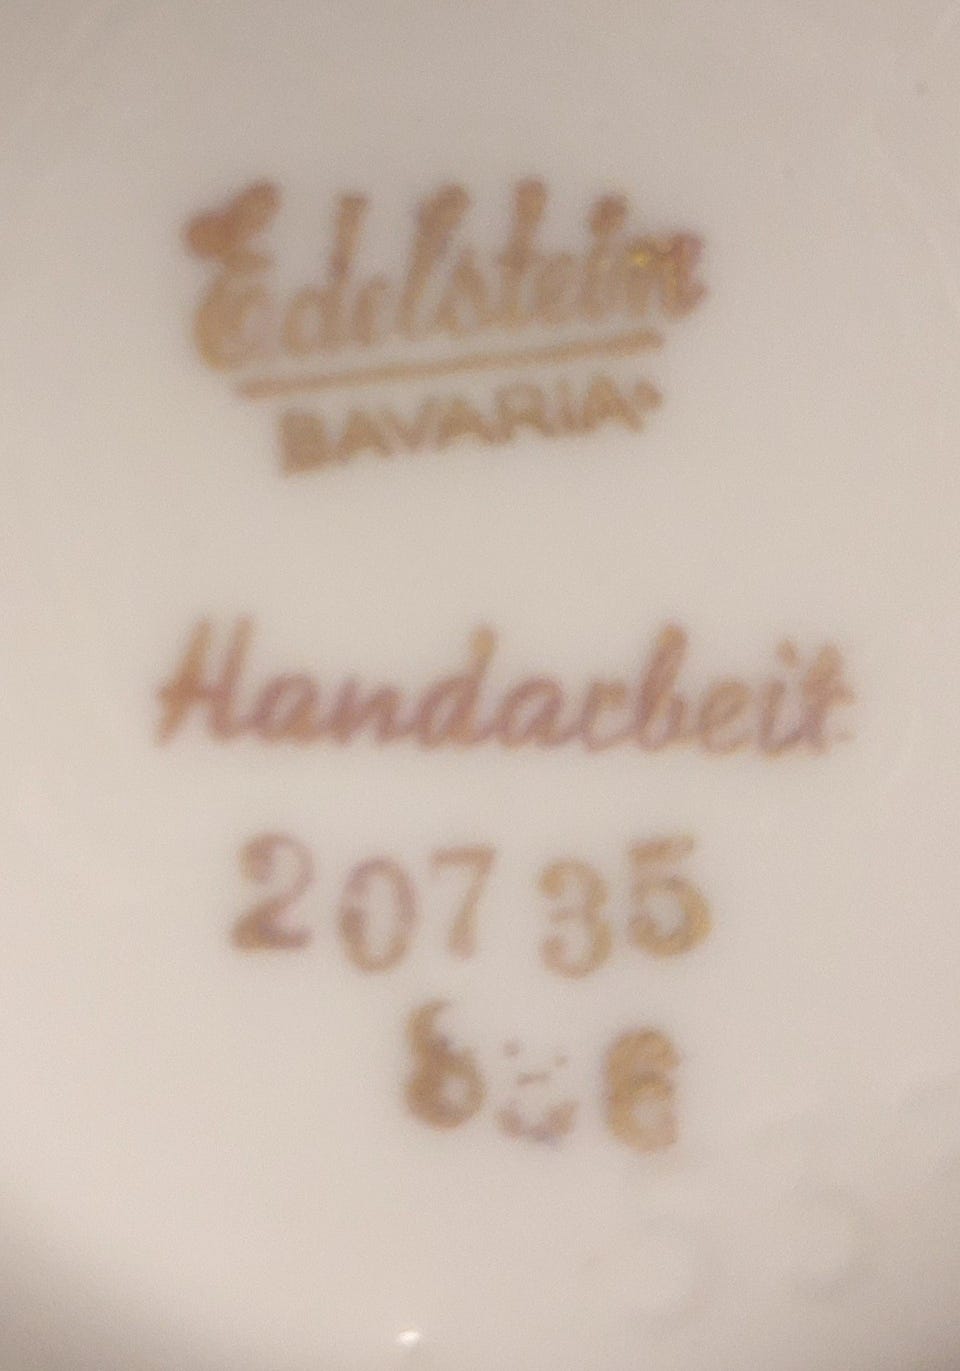 Edelstein
BAVARIA
Handarbeit
20735